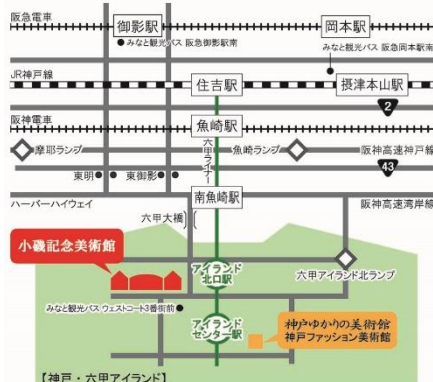 阪急電車
御影駅
岡本駅
みなと観光バス 阪急御影駅南
みなと観光バス 阪急岡本駅南
JR神戸線
住吉駅
摂津本山駅
2
阪神電車
魚崎駅
摩耶ランプ
六甲ライナー
魚崎ランプ
阪神高速神戸線
43
東明
東御影
南魚崎駅
ハーバーハイウェイ
阪神高速湾岸線
六甲大橋
小磯記念美術館
アイランド
北口駅
六甲アイランド北ランプ
みなと観光バス ウエストコート3番街前
アイランド
センター駅
神戸ゆかりの美術館
神戸ファッション美術館
【神戸・六甲アイランド】